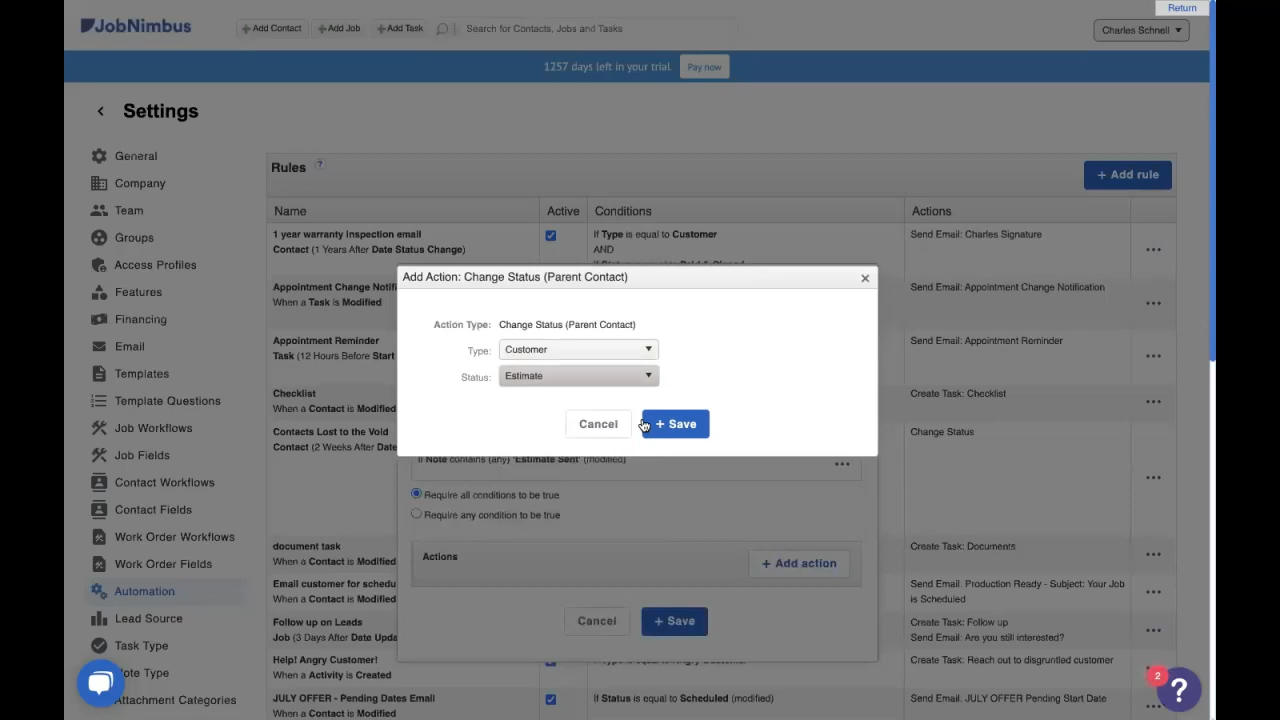 Return
JobNimbus
+ Add Contact
+ Add Job
+ Add Task
Search for Contacts, Jobs and Tasks
Charles Schnell
1257 days left in your trial.
Pay now
Settings
General
Company
Team
Groups
Access Profiles
Features
Financing
Email
Templates
Template Questions
Job Workflows
Job Fields
Contact Workflows
Contact Fields
Work Order Workflows
Work Order Fields
Automation
Lead Source
Task Type
ote Type
Attachment Categories
Rules ?
+ Add rule
Name Active Conditions Actions
1 year warranty inspection email
Contact (1 Years After Date Status Change)
If Type is equal to Customer
AND
Send Email: Charles Signature
Appointment Change Notifi
When a Task is Modified
Send Email: Appointment Change Notification
Appointment Reminder
Task (12 Hours Before Start
Send Email: Appointment Reminder
Checklist
When a Contact is Modified
Create Task: Checklist
Contacts Lost to the Void
Contact (2 Weeks After Date
Change Status
document task
When a Contact is Modified
Create Task: Documents
Email customer for schedu
When a Contact is Modified
Send Email: Production Ready - Subject: Your Job
is Scheduled
Follow up on Leads
Job (3 Days After Date Upda
Create Task: Follow up
Send Email: Are you still interested?
Help! Angry Customer!
When a Activity is Created
Create Task: Reach out to disgruntled customer
JULY OFFER - Pending Dates Email
When a Contact is Modified
If Status is equal to Scheduled (modified)
Send Email: JULY OFFER Pending Start Date
Add Action: Change Status (Parent Contact)
Action Type: Change Status (Parent Contact)
Type: Customer
Status: Estimate
Cancel
+ Save
If Note contains (any) 'Estimate Sent' (modified)
Require all conditions to be true
Require any condition to be true
Actions
+ Add action
Cancel
+ Save
2
?